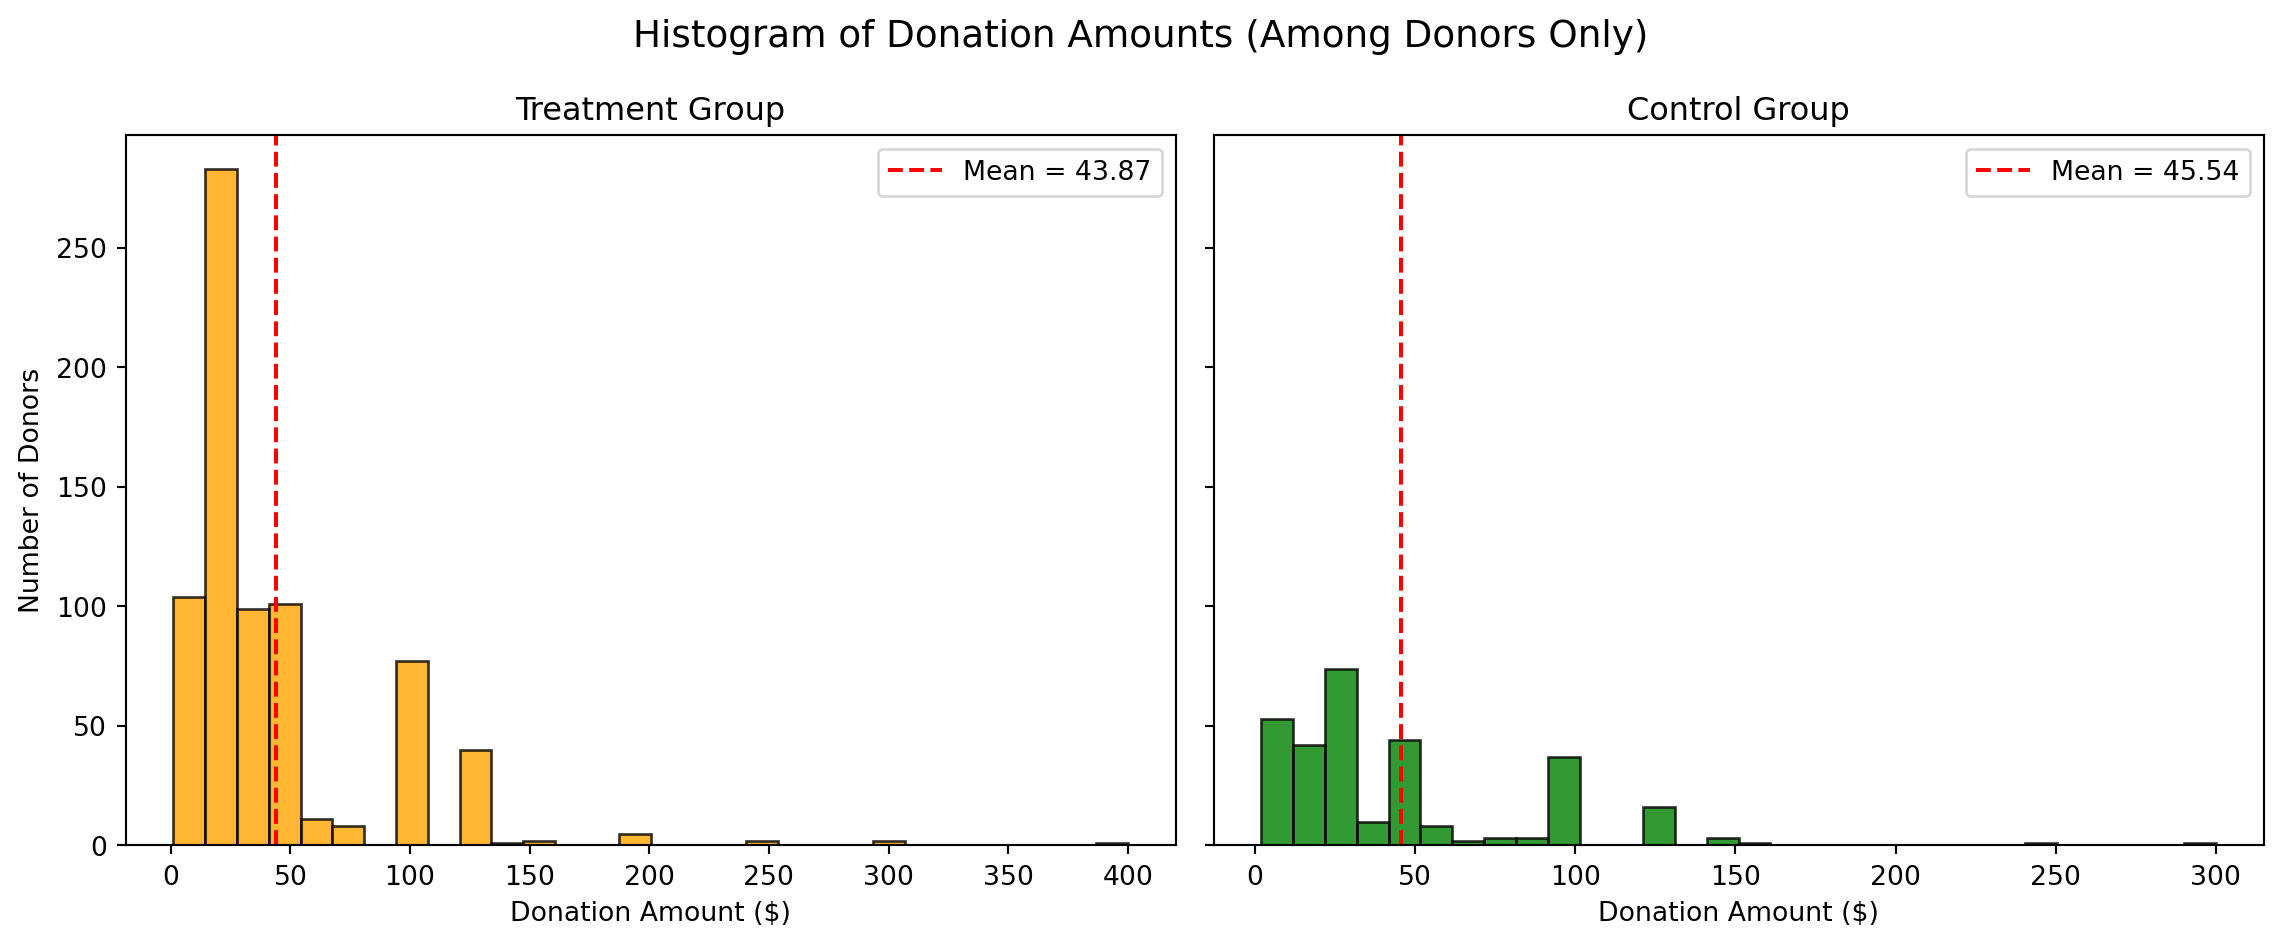 Histogram of Donation Amounts (Among Donors Only)
Treatment Group
Mean = 43.87
Number of Donors
250
200
150
100
50
0
0 50 100 150 200 250 300 350 400
Donation Amount ($)
Control Group
Mean = 45.54
0 50 100 150 200 250 300
Donation Amount ($)